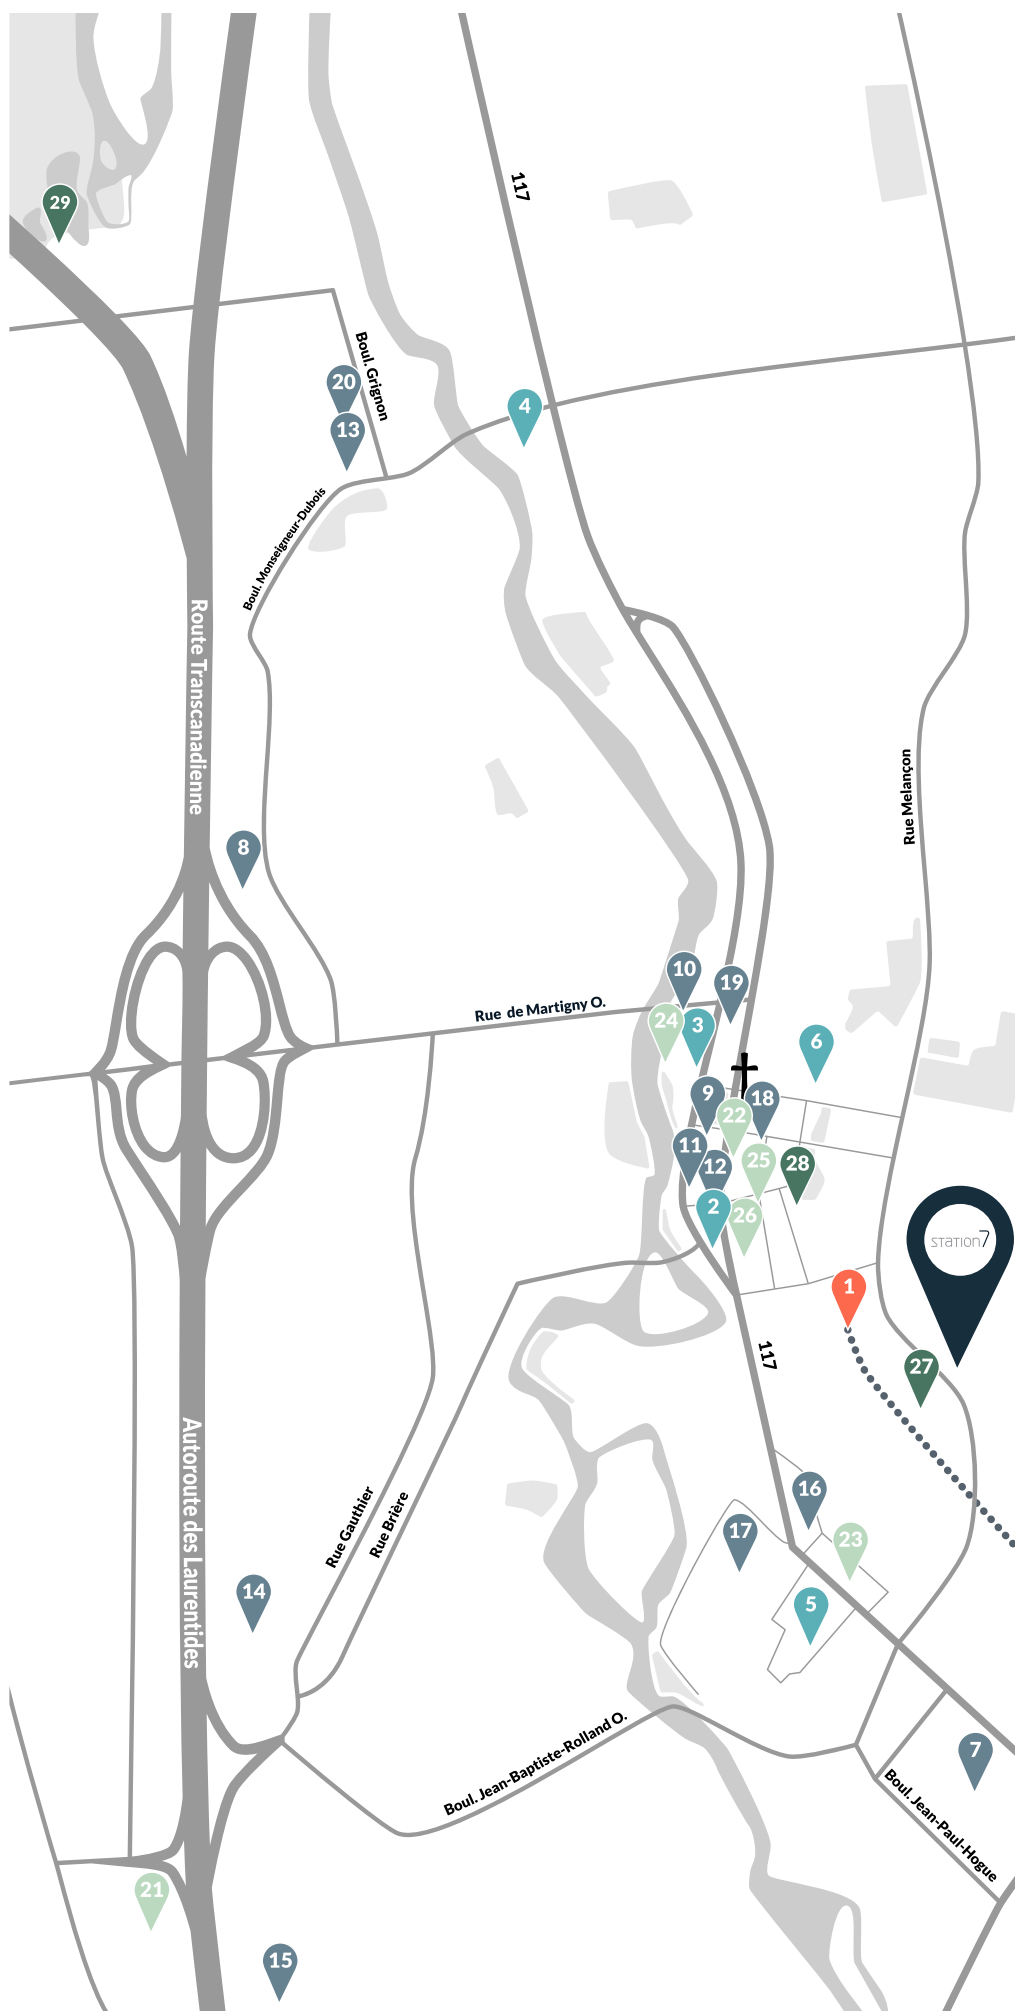 117
29
Boul. Grignon
20
4
13
Boul. Monseigneur-Dubois
Route Transcanadienne
Rue Melançon
8
10
19
Rue de Martigny O.
24
3
6
9
18
22
11
12
25
28
2
26
STATION7
1
117
27
Autoroute des Laurentides
Rue Gauthier
Rue Brière
16
17
23
14
5
Boul. Jean-Baptiste-Rolland O.
7
Boul. Jean-Paul-Hogue
21
15